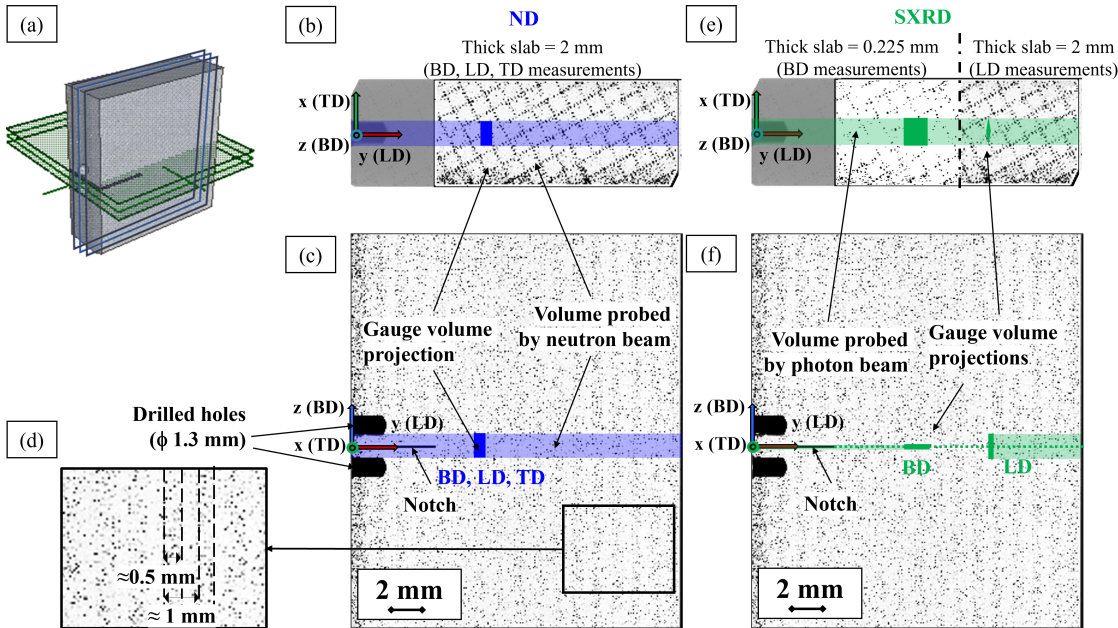 (a)
(b)
ND
Thick slab = 2 mm
(BD, LD, TD measurements)
x (TD)
z (BD)
y (LD)
(e)
SXRD
Thick slab = 0.225 mm
(BD measurements)
Thick slab = 2 mm
(LD measurements)
x (TD)
z (BD)
y (LD)
(c)
Gauge volume
projection
Volume probed
by neutron beam
z (BD)
y (LD)
x (TD)
BD, LD, TD
Notch
Drilled holes
(ϕ 1.3 mm)
2 mm
(d)
≈0.5 mm
≈ 1 mm
(f)
Volume probed
by photon beam
Gauge volume
projections
z (BD)
y (LD)
x (TD)
BD
LD
Notch
2 mm